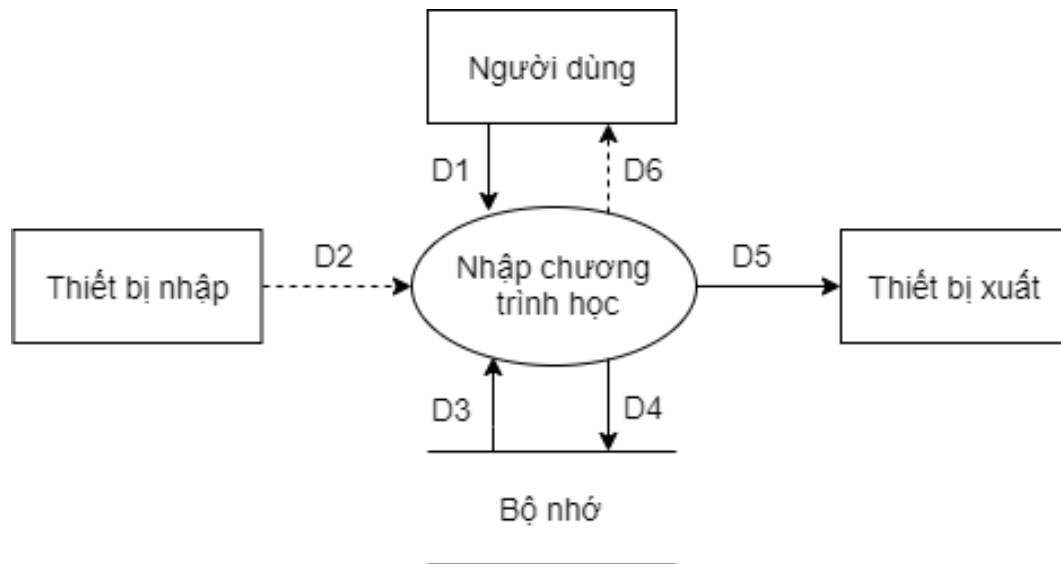 Người dùng
D1
D6
Thiết bị nhập
D2
Nhập chương
trình học
D5
Thiết bị xuất
D3
D4
Bộ nhớ